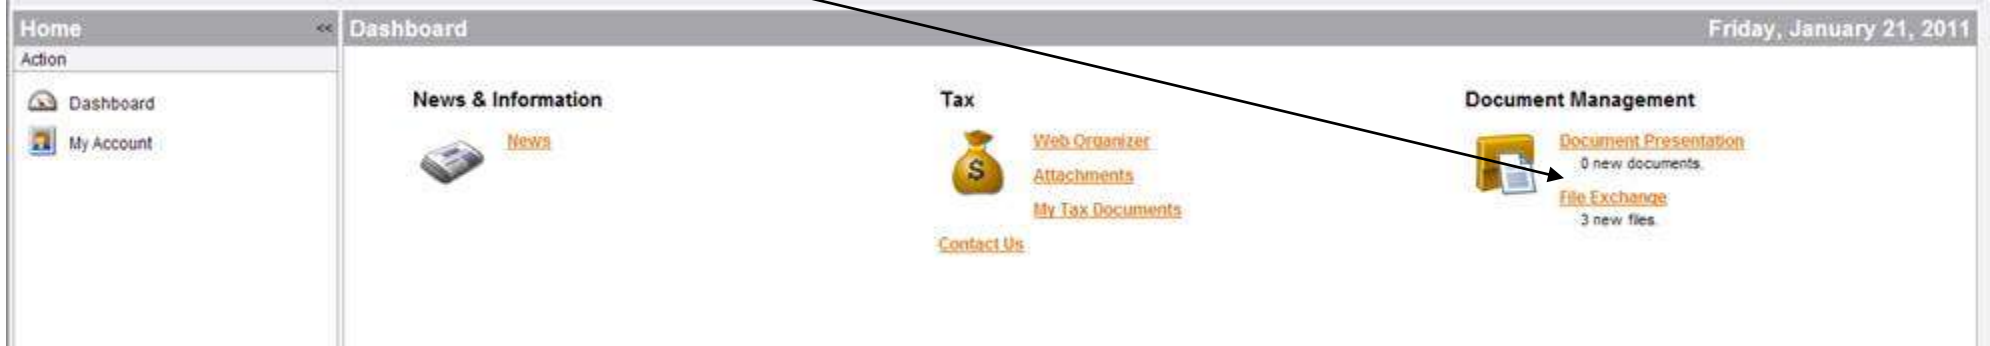 Home <<
Action
Dashboard
My Account
Dashboard
Friday, January 21, 2011
News & Information
News
Tax
Web Organizer
Attachments
My Tax Documents
Contact Us
Document Management
Document Presentation
0 new documents.
File Exchange
3 new files.
$